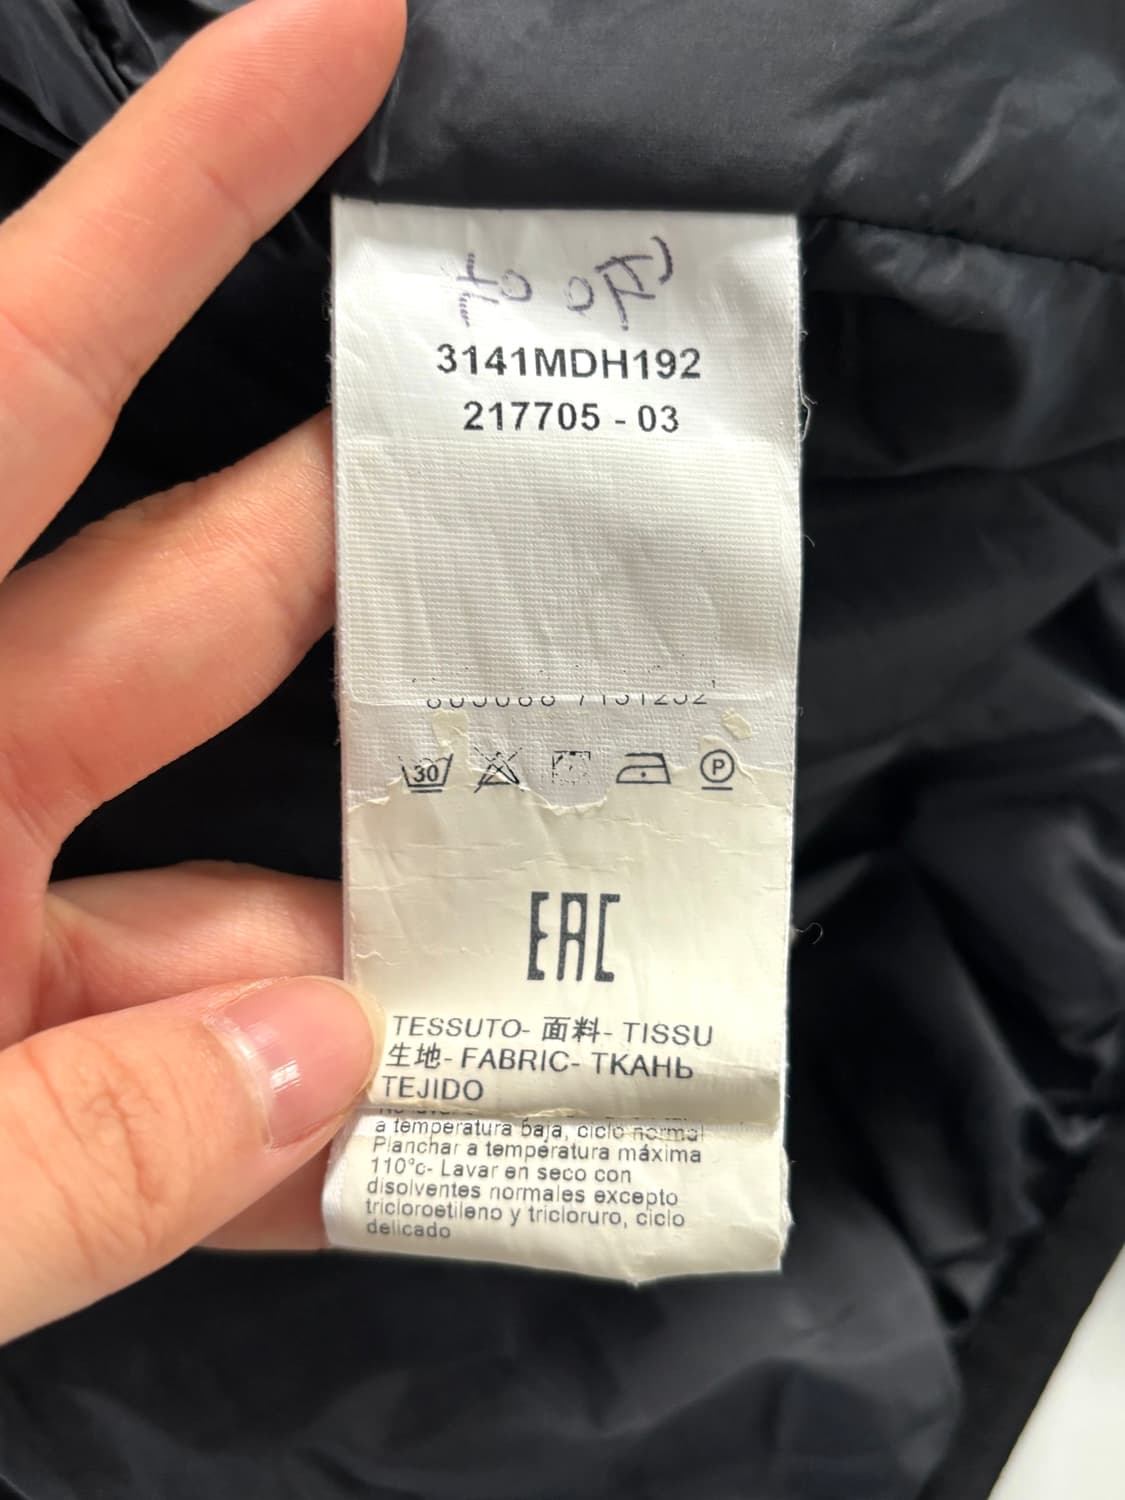 3141MDH192
217705 - 03
30
P
EAC
TESSUTO- 面料- TISSU
生地- FABRIC- ТКАНЬ
TEJIDO
a temperatura baja, ciclo normal
Planchar a temperatura máxima
110°c- Lavar en seco con
disolventes normales excepto
tricloroetileno y tricloruro, ciclo
delicado